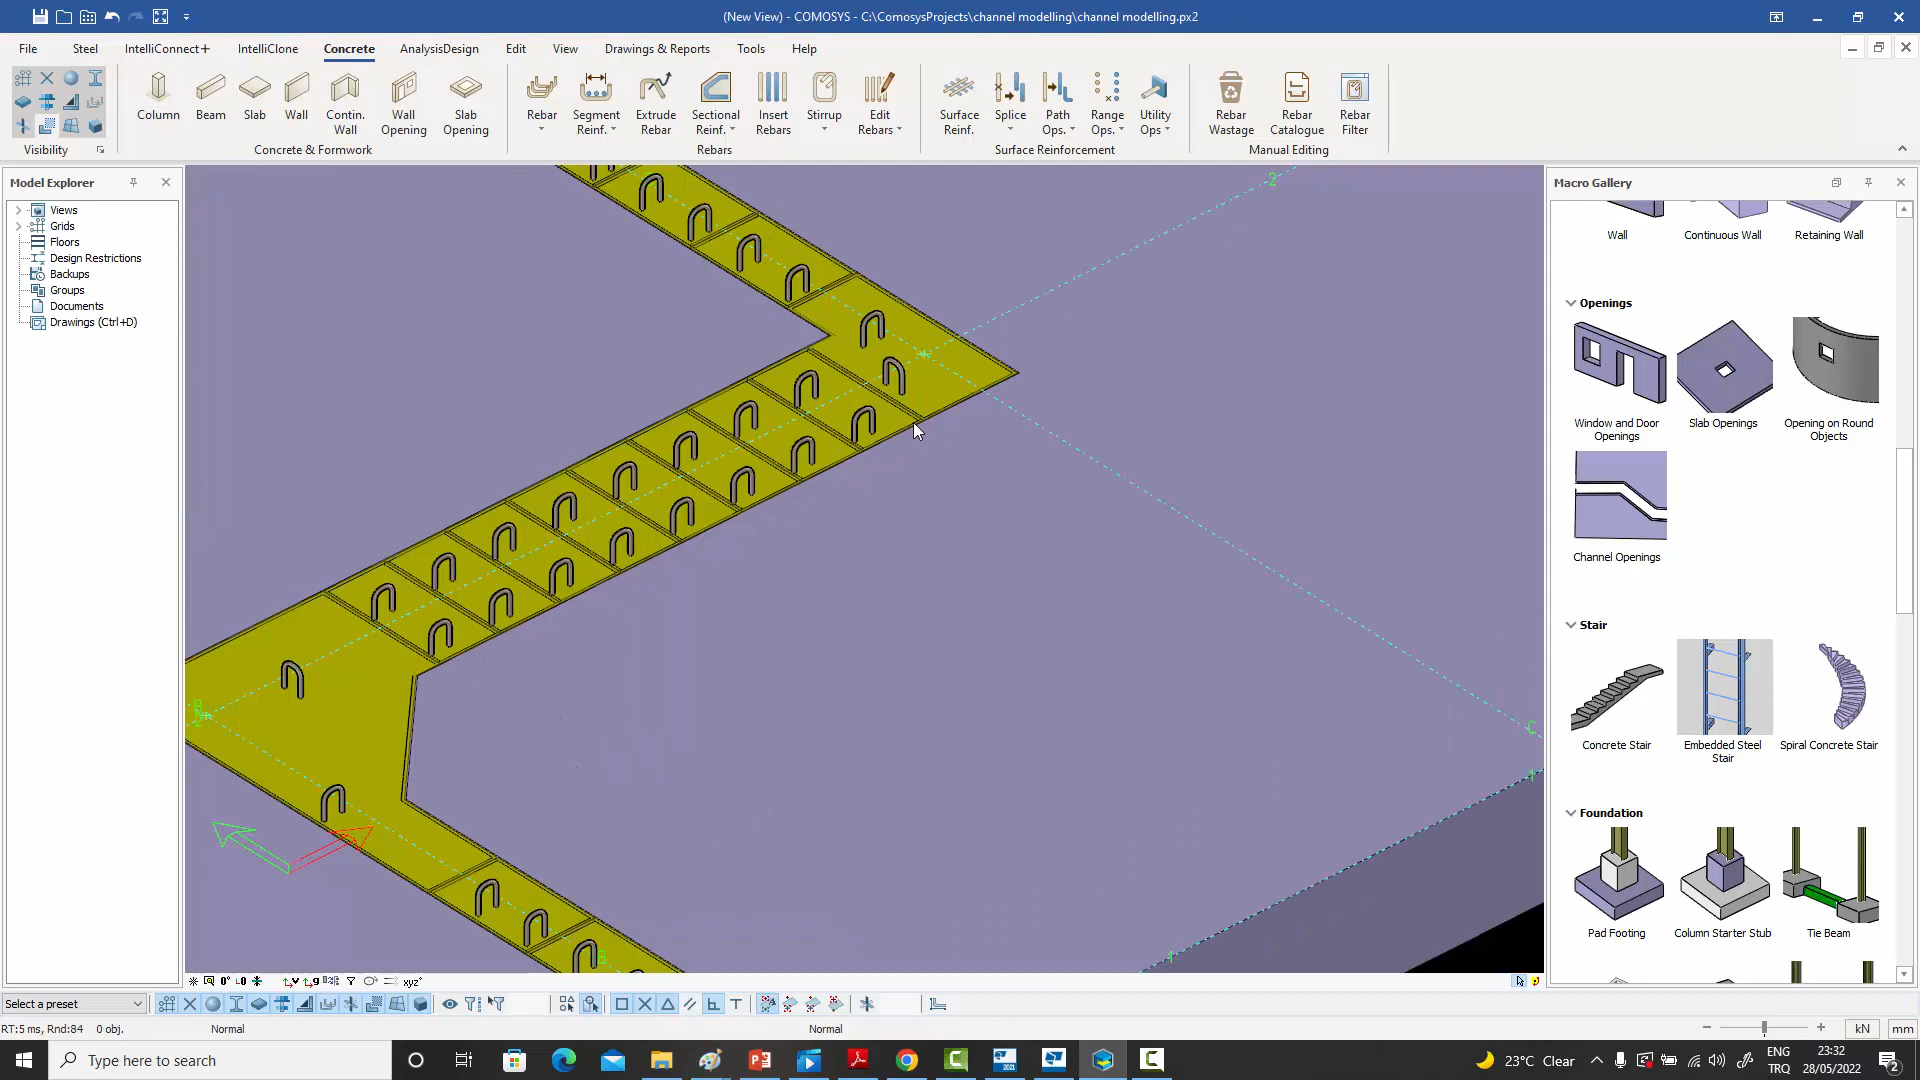 (New View) - COMOSYS - C:\ComosysProjects\channel modelling\channel modelling.px2
File Steel IntelliConnect+ IntelliClone Concrete AnalysisDesign Edit View Drawings & Reports Tools Help
Column Beam Slab Wall Contin. Wall Wall Opening Slab Opening Rebar Segment Reinf. Extrude Rebar Sectional Reinf. Insert Rebars Stirrup Edit Rebars Surface Reinf. Splice Path Ops. Range Ops. Utility Ops Rebar Wastage Rebar Catalogue Rebar Filter
Visibility Concrete & Formwork Rebars Surface Reinforcement Manual Editing
Model Explorer
Views
Grids
Floors
Design Restrictions
Backups
Groups
Documents
Drawings (Ctrl+D)
2
C
Macro Gallery
Wall Continuous Wall Retaining Wall
Openings
Window and Door Openings Slab Openings Opening on Round Objects
Channel Openings
Stair
Concrete Stair Embedded Steel Stair Spiral Concrete Stair
Foundation
Pad Footing Column Starter Stub Tie Beam
xyz
Select a preset
RT:5 ms, Rnd:84 0 obj. Normal Normal kN mm
Type here to search
23°C Clear ENG TRQ 23:32 28/05/2022 2